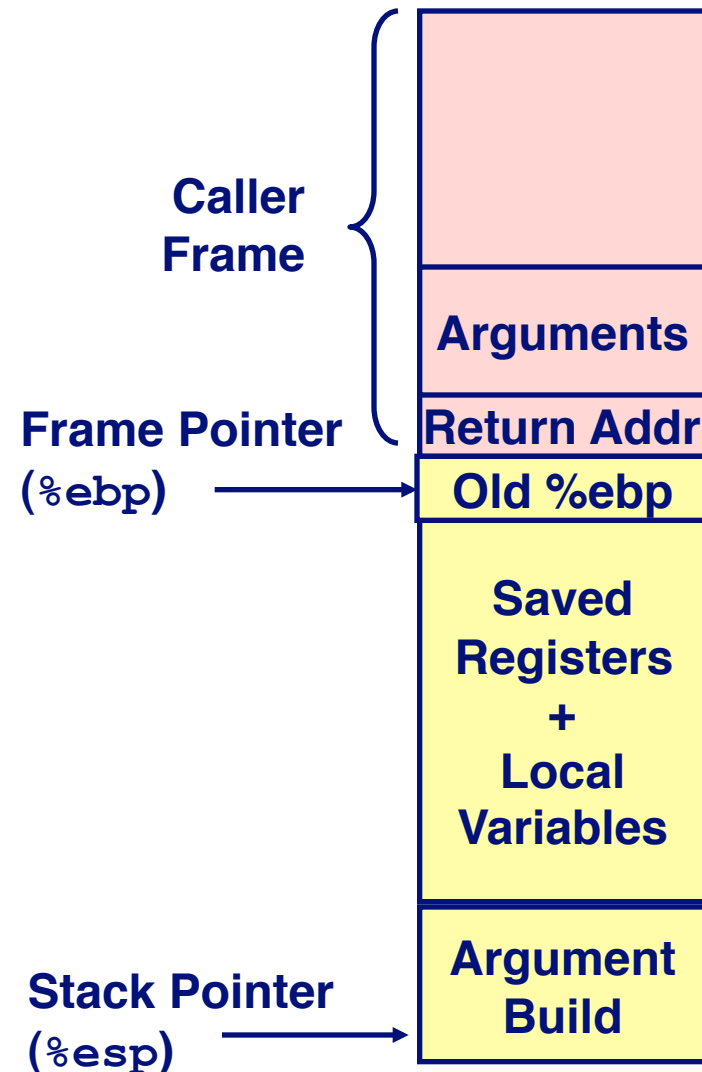 Caller
Frame
Arguments
Return Addr
Frame Pointer
(%ebp)
Old %ebp
Saved
Registers
+
Local
Variables
Argument
Build
Stack Pointer
(%esp)